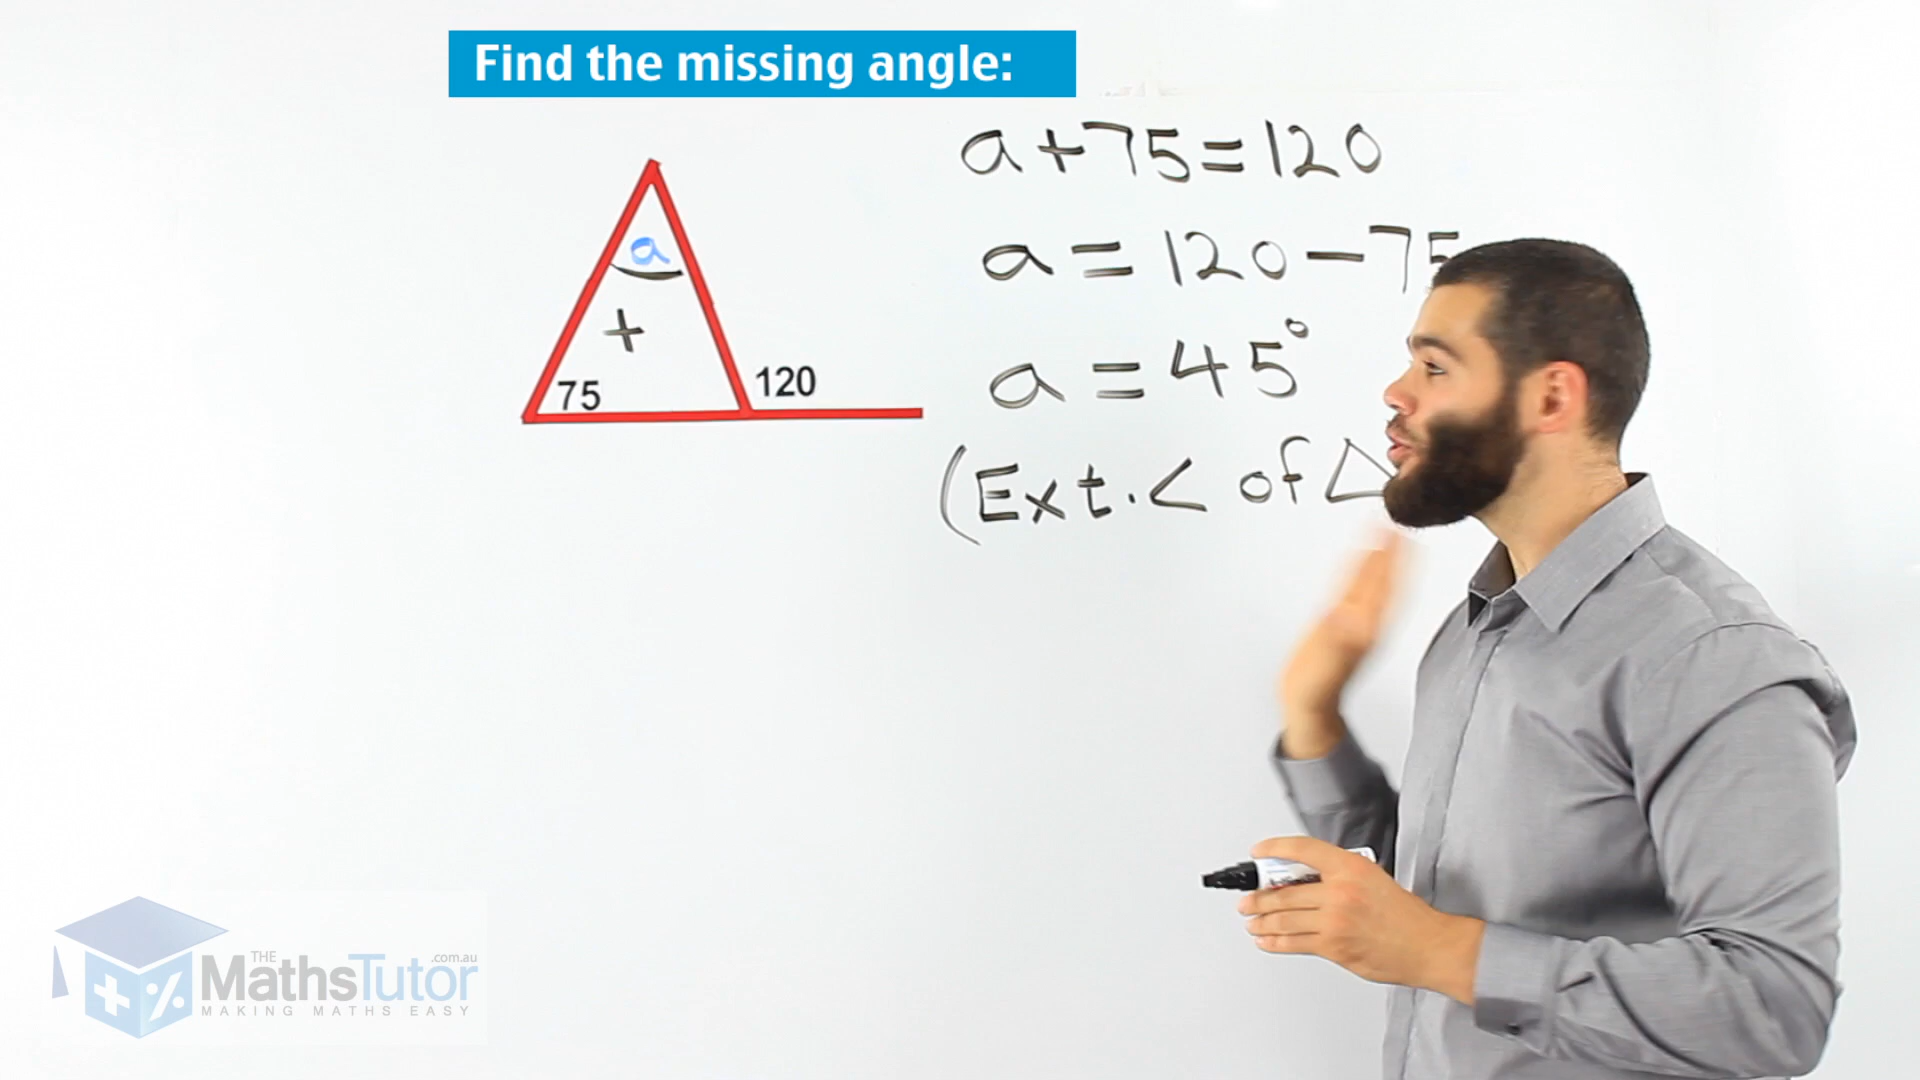 Find the missing angle:
a+75=120
a = 120-75
a = 45°
(Ext. < of △
a
+
75
120
THE
MathsTutor
.com.au
MAKING MATHS EASY